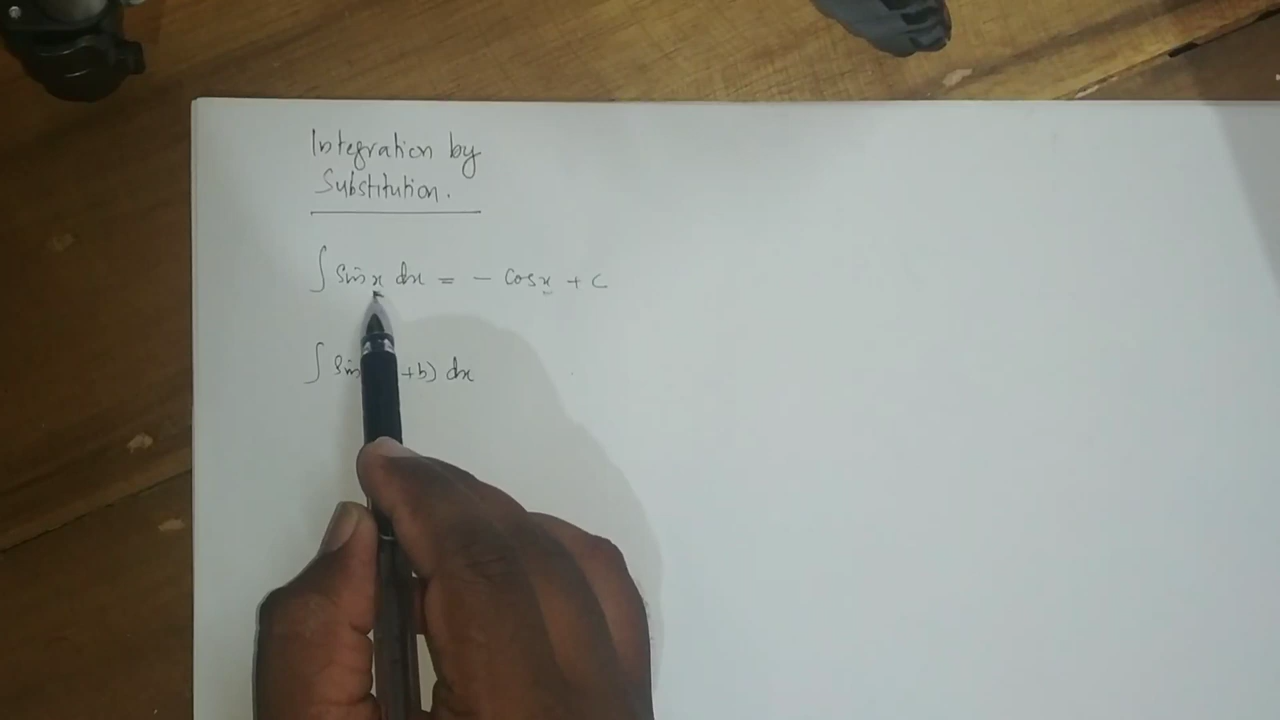 Integration by
Substitution.
∫ sin x dx = - cos x + c
∫ sin +b) dx